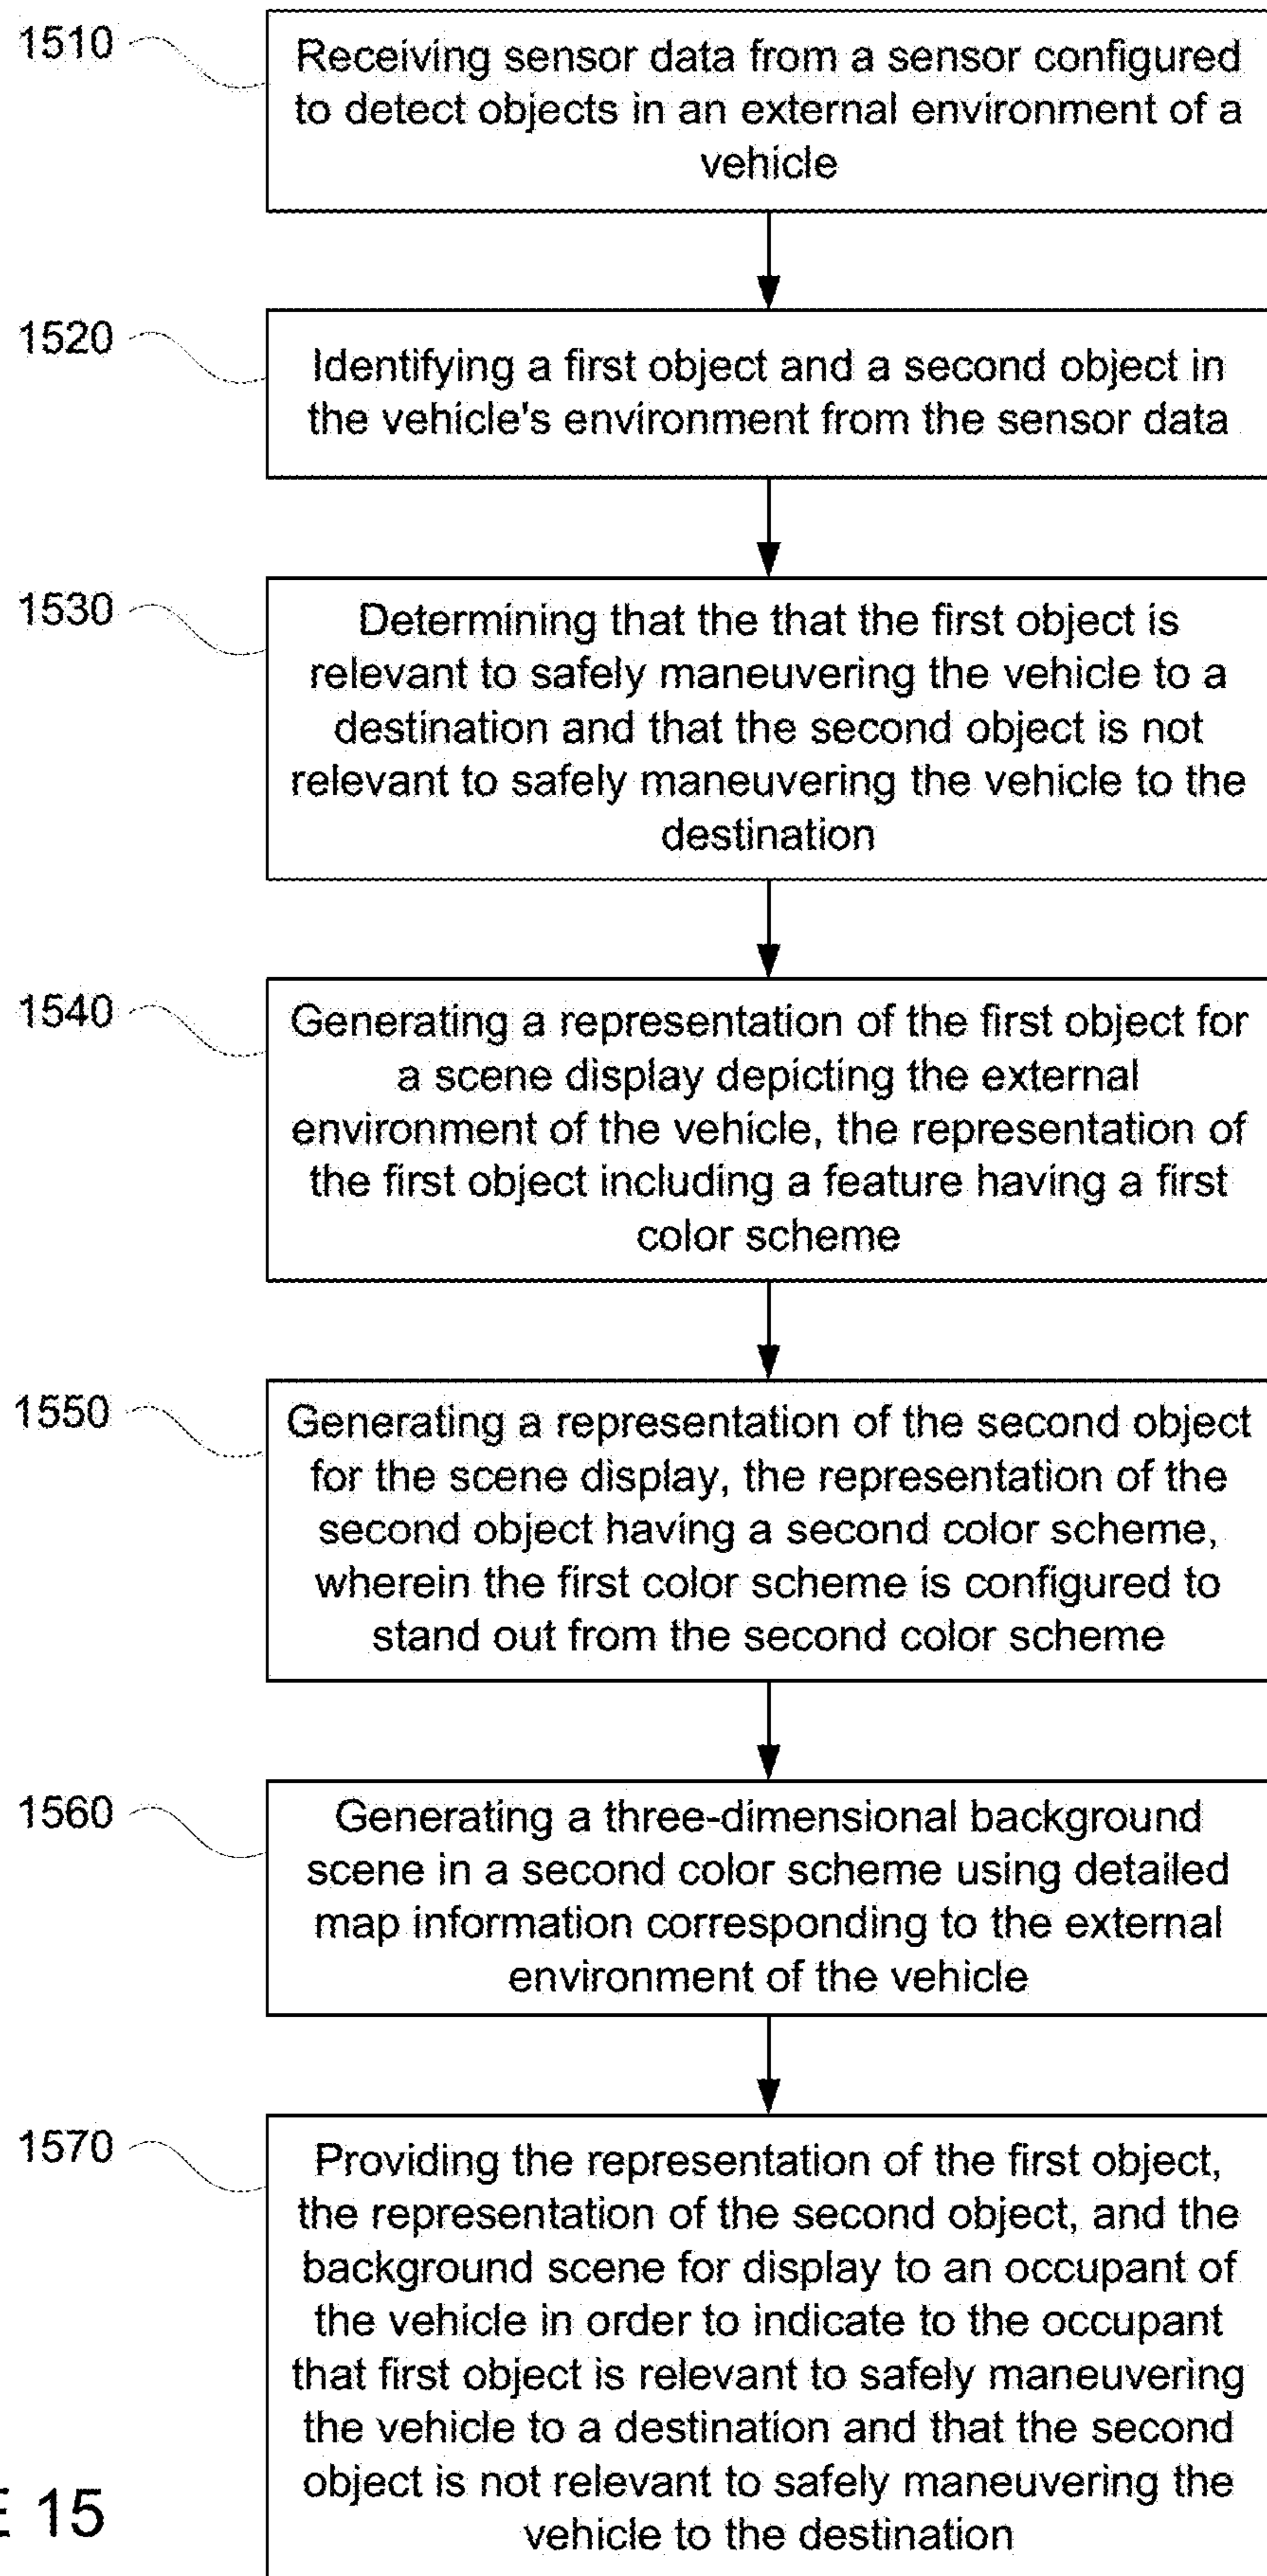 1510
Receiving sensor data from a sensor configured
to detect objects in an external environment of a
vehicle
1520
Identifying a first object and a second object in
the vehicle's environment from the sensor data
1530
Determining that the that the first object is
relevant to safely maneuvering the vehicle to a
destination and that the second object is not
relevant to safely maneuvering the vehicle to the
destination
1540
Generating a representation of the first object for
a scene display depicting the external
environment of the vehicle, the representation of
the first object including a feature having a first
color scheme
1550
Generating a representation of the second object
for the scene display, the representation of the
second object having a second color scheme,
wherein the first color scheme is configured to
stand out from the second color scheme
1560
Generating a three-dimensional background
scene in a second color scheme using detailed
map information corresponding to the external
environment of the vehicle
1570
Providing the representation of the first object,
the representation of the second object, and the
background scene for display to an occupant of
the vehicle in order to indicate to the occupant
that first object is relevant to safely maneuvering
the vehicle to a destination and that the second
object is not relevant to safely maneuvering the
vehicle to the destination
E 15